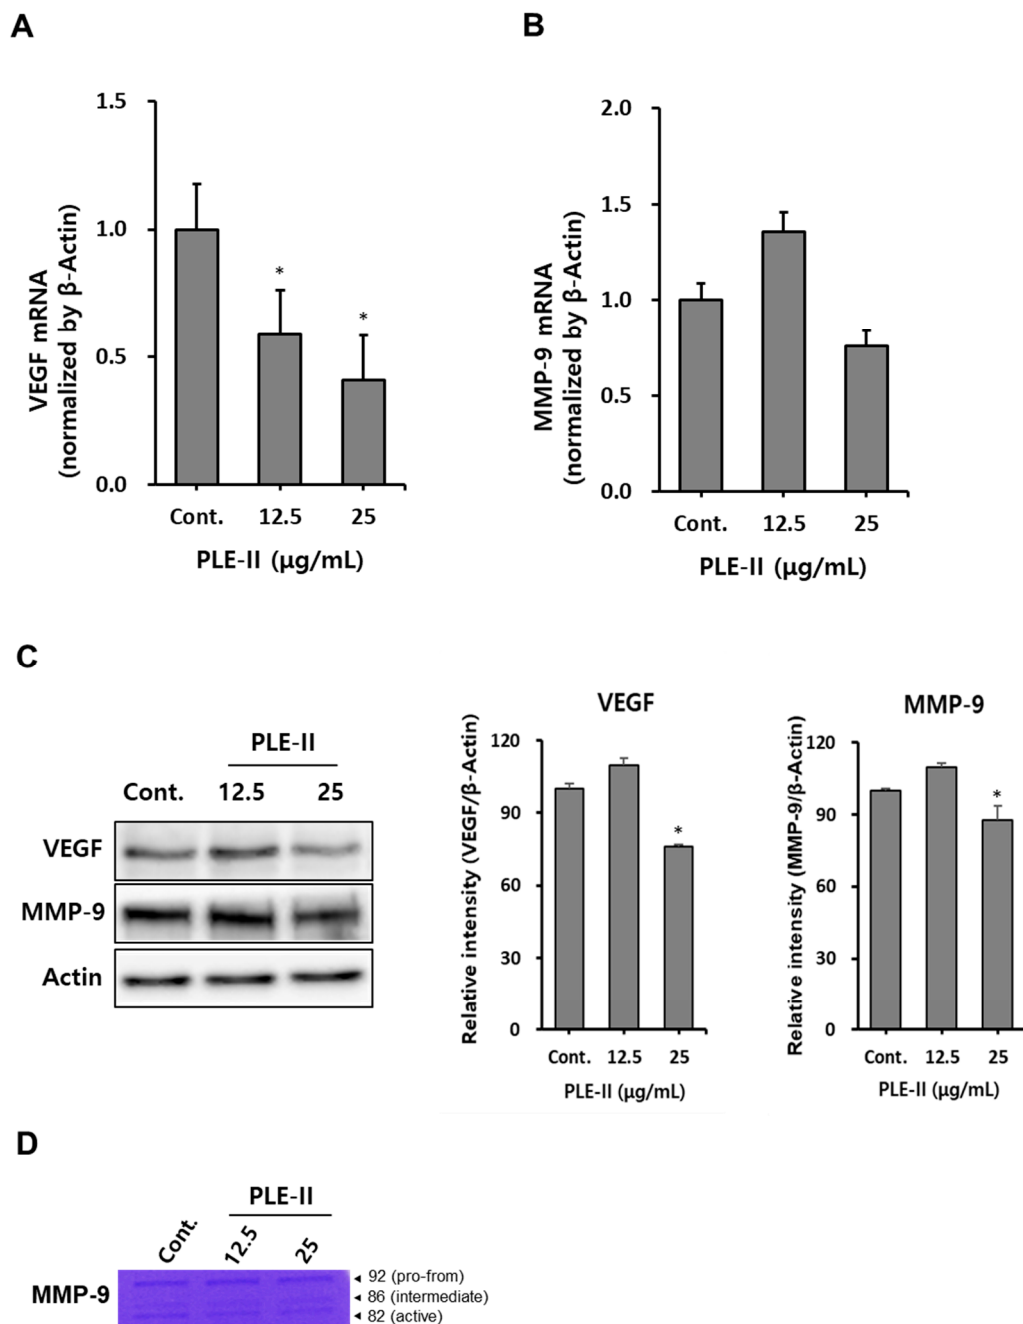 A
VEGF mRNA
(normalized by β-Actin)
1.5
1.0
0.5
0.0
*
*
Cont. 12.5 25
PLE-II (μg/mL)
B
MMP-9 mRNA
(normalized by β-Actin)
2.0
1.5
1.0
0.5
0.0
Cont. 12.5 25
PLE-II (μg/mL)
C
PLE-II
Cont. 12.5 25
VEGF
MMP-9
Actin
VEGF
Relative intensity (VEGF/β-Actin)
120
90
60
30
0
*
Cont. 12.5 25
PLE-II (μg/mL)
MMP-9
Relative intensity (MMP-9/β-Actin)
120
90
60
30
0
*
Cont. 12.5 25
PLE-II (μg/mL)
D
PLE-II
Cont. 12.5 25
MMP-9
92 (pro-from)
86 (intermediate)
82 (active)